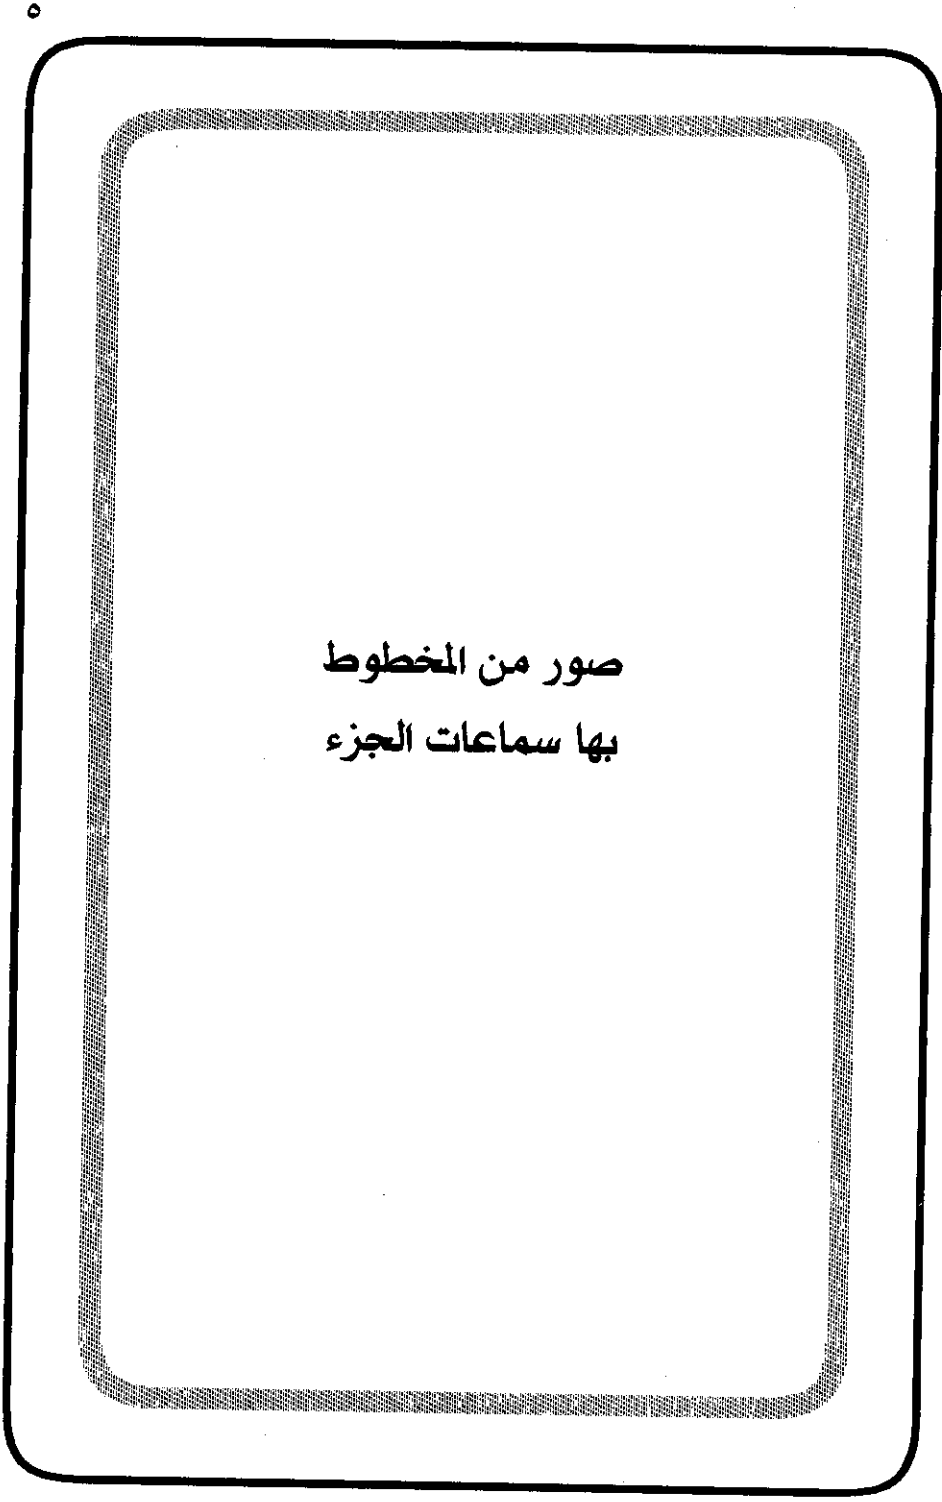 ٥
صور من المخطوط
بها سماعات الجزء